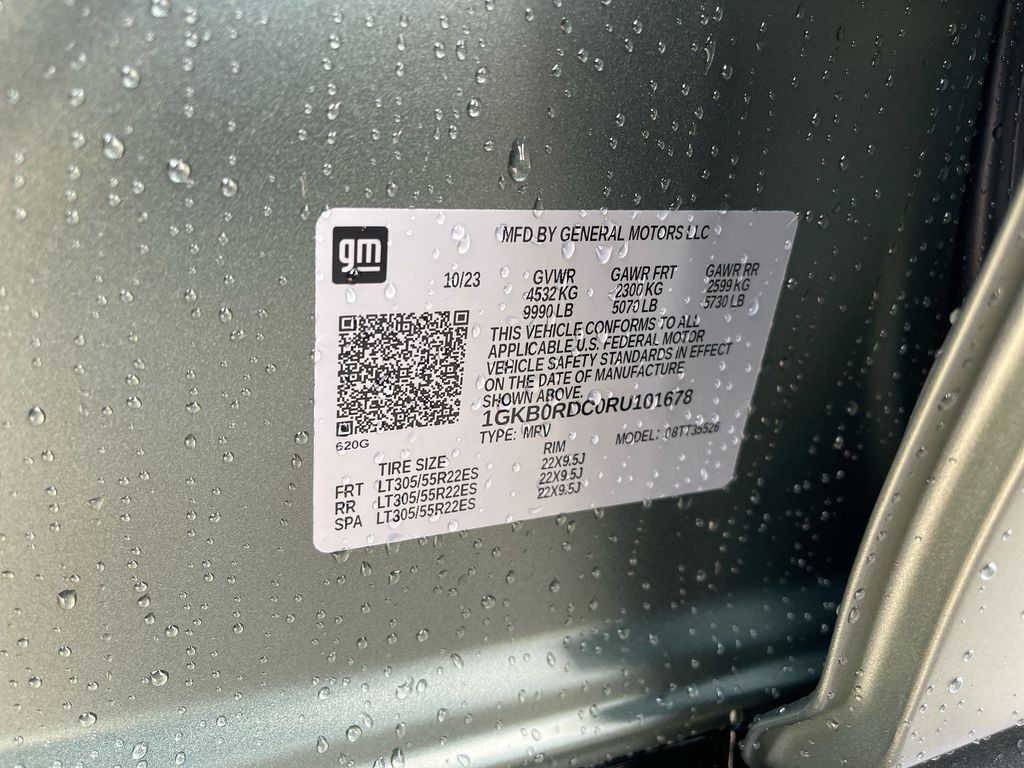 gm
MFD BY GENERAL MOTORS LLC
10/23
GVWR GAWR FRT GAWR RR
4532 KG 2300 KG 2599 KG
9990 LB 5070 LB 5730 LB
THIS VEHICLE CONFORMS TO ALL
APPLICABLE U.S. FEDERAL MOTOR
VEHICLE SAFETY STANDARDS IN EFFECT
ON THE DATE OF MANUFACTURE
SHOWN ABOVE.
1GKB0RDC0RU101678
TYPE: MPV MODEL: 08TT35526
620G
TIRE SIZE RIM
FRT LT305/55R22ES 22X9.5J
RR LT305/55R22ES 22X9.5J
SPA LT305/55R22ES 22X9.5J